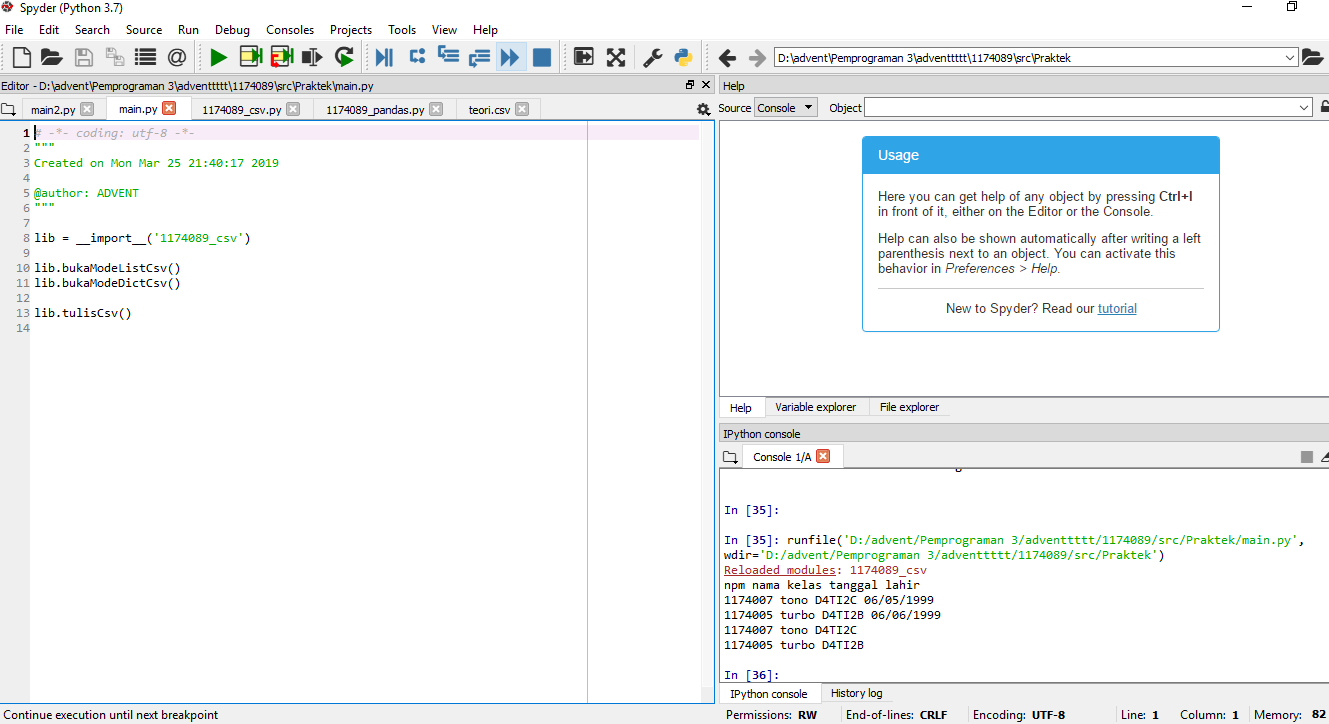 Spyder (Python 3.7)
File Edit Search Source Run Debug Consoles Projects Tools View Help
D:\advent\Pemprograman 3\adventtttt\1174089\src\Praktek
Editor - D:\advent\Pemprograman 3\adventtttt\1174089\src\Praktek\main.py
main2.py main.py 1174089_csv.py 1174089_pandas.py teori.csv
1 # -*- coding: utf-8 -*-
2 """
3 Created on Mon Mar 25 21:40:17 2019
4
5 @author: ADVENT
6 """
7
8 lib = __import__('1174089_csv')
9
10 lib.bukaModeListCsv()
11 lib.bukaModeDictCsv()
12
13 lib.tulisCsv()
14
Help
Source Console Object
Usage
Here you can get help of any object by pressing Ctrl+I
in front of it, either on the Editor or the Console.
Help can also be shown automatically after writing a left
parenthesis next to an object. You can activate this
behavior in Preferences > Help.
New to Spyder? Read our tutorial
Help Variable explorer File explorer
IPython console
Console 1/A
In [35]:
In [35]: runfile('D:/advent/Pemprograman 3/adventtttt/1174089/src/Praktek/main.py',
wdir='D:/advent/Pemprograman 3/adventtttt/1174089/src/Praktek')
Reloaded modules: 1174089_csv
npm nama kelas tanggal lahir
1174007 tono D4TI2C 06/05/1999
1174005 turbo D4TI2B 06/06/1999
1174007 tono D4TI2C
1174005 turbo D4TI2B
In [36]:
IPython console History log
Continue execution until next breakpoint Permissions: RW End-of-lines: CRLF Encoding: UTF-8 Line: 1 Column: 1 Memory: 82